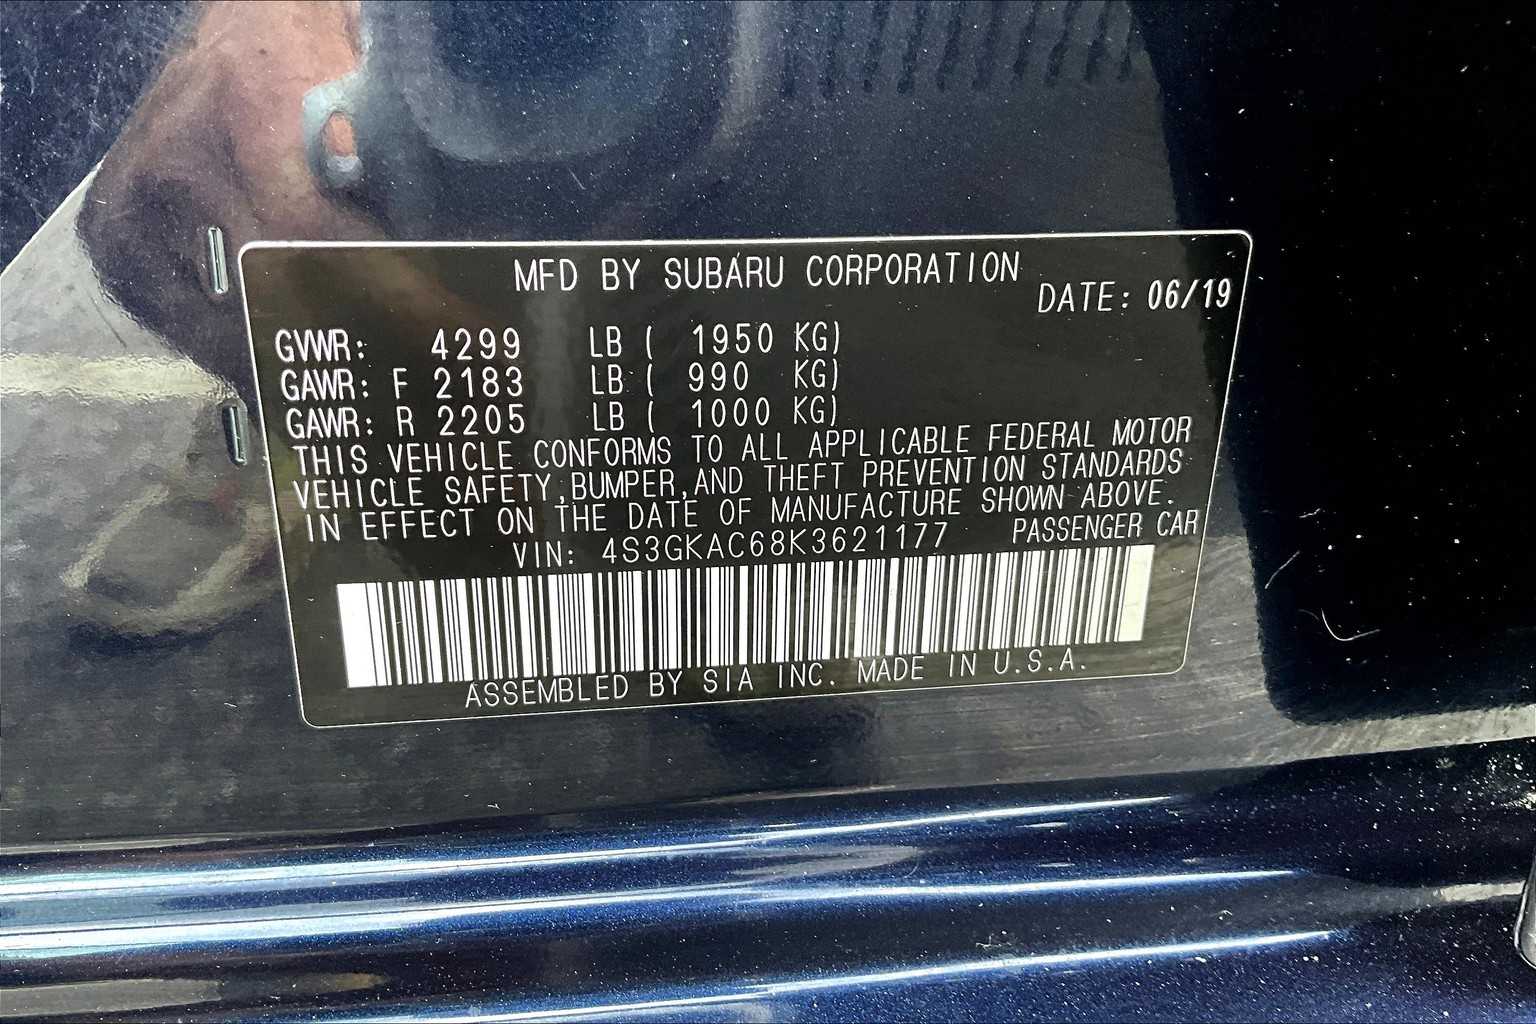 MFD BY SUBARU CORPORATION
DATE: 06/19
GVWR: 4299 LB ( 1950 KG)
GAWR: F 2183 LB ( 990 KG)
GAWR: R 2205 LB ( 1000 KG)
THIS VEHICLE CONFORMS TO ALL APPLICABLE FEDERAL MOTOR
VEHICLE SAFETY,BUMPER,AND THEFT PREVENTION STANDARDS
IN EFFECT ON THE DATE OF MANUFACTURE SHOWN ABOVE.
VIN: 4S3GKAC68K3621177 PASSENGER CAR
ASSEMBLED BY SIA INC. MADE IN U.S.A.